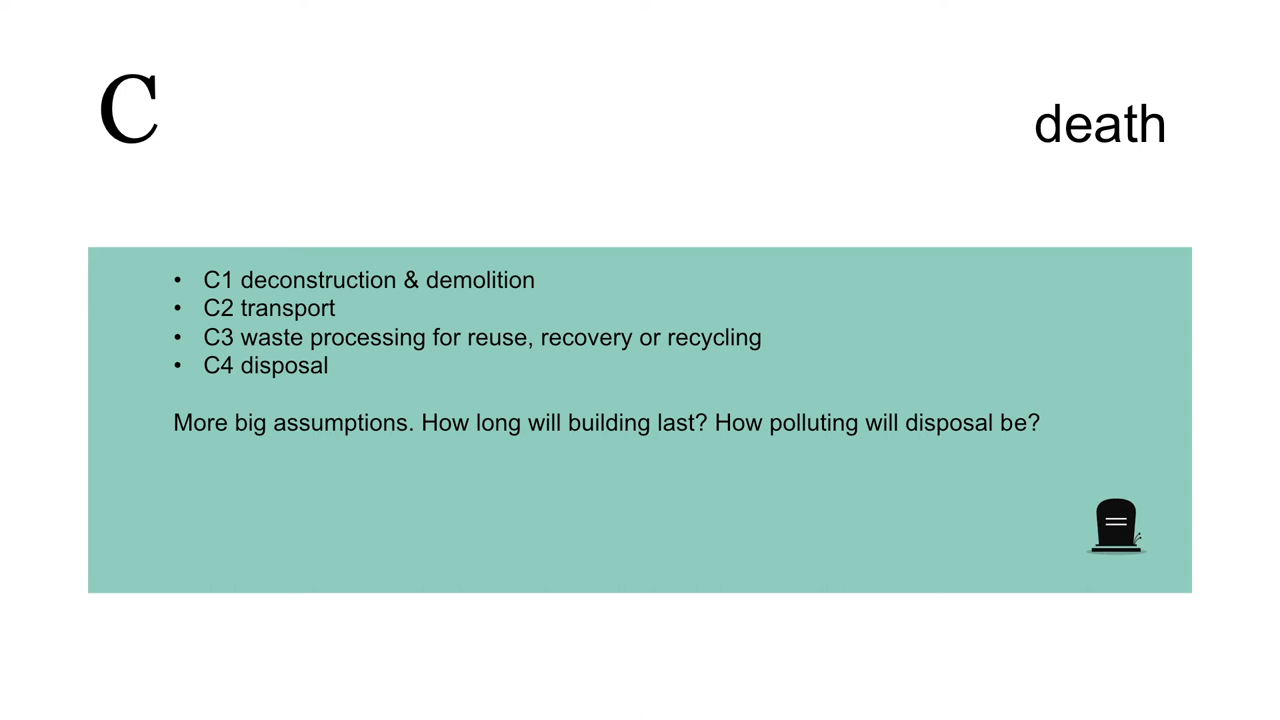 C
death
• C1 deconstruction & demolition
• C2 transport
• C3 waste processing for reuse, recovery or recycling
• C4 disposal
More big assumptions. How long will building last? How polluting will disposal be?